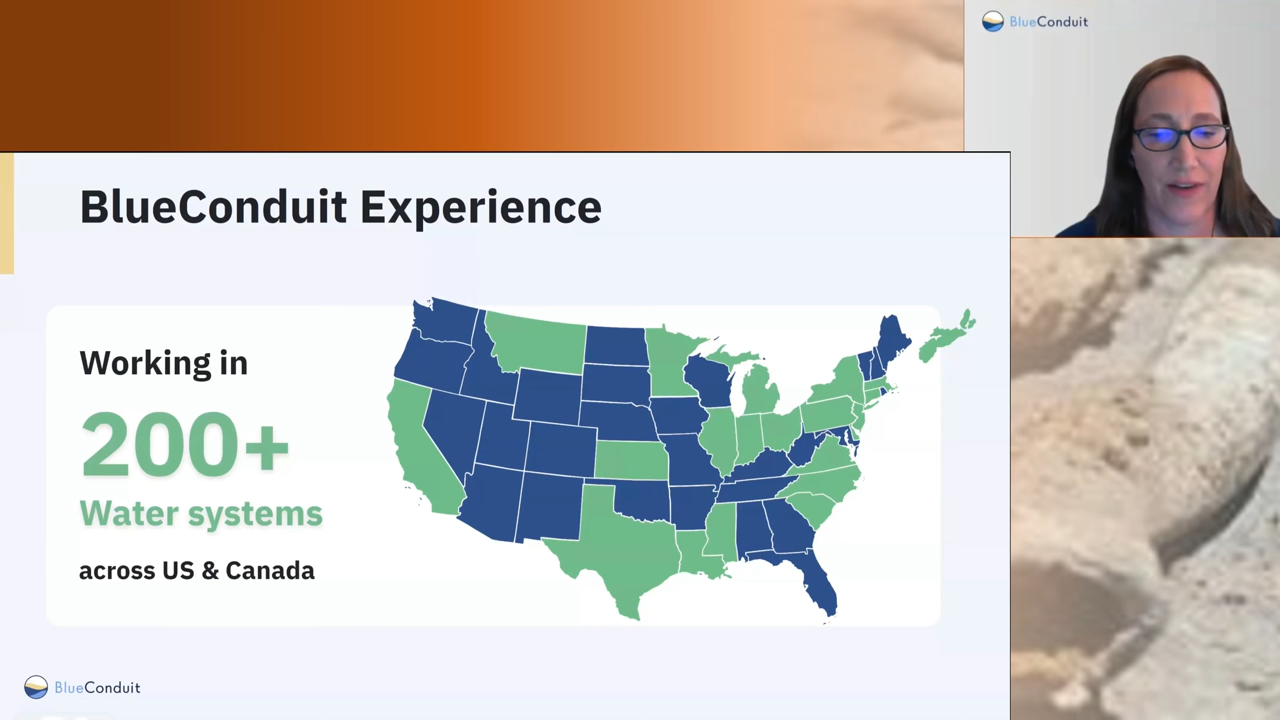 BlueConduit
BlueConduit Experience
Working in
200+
Water systems
across US & Canada
BlueConduit